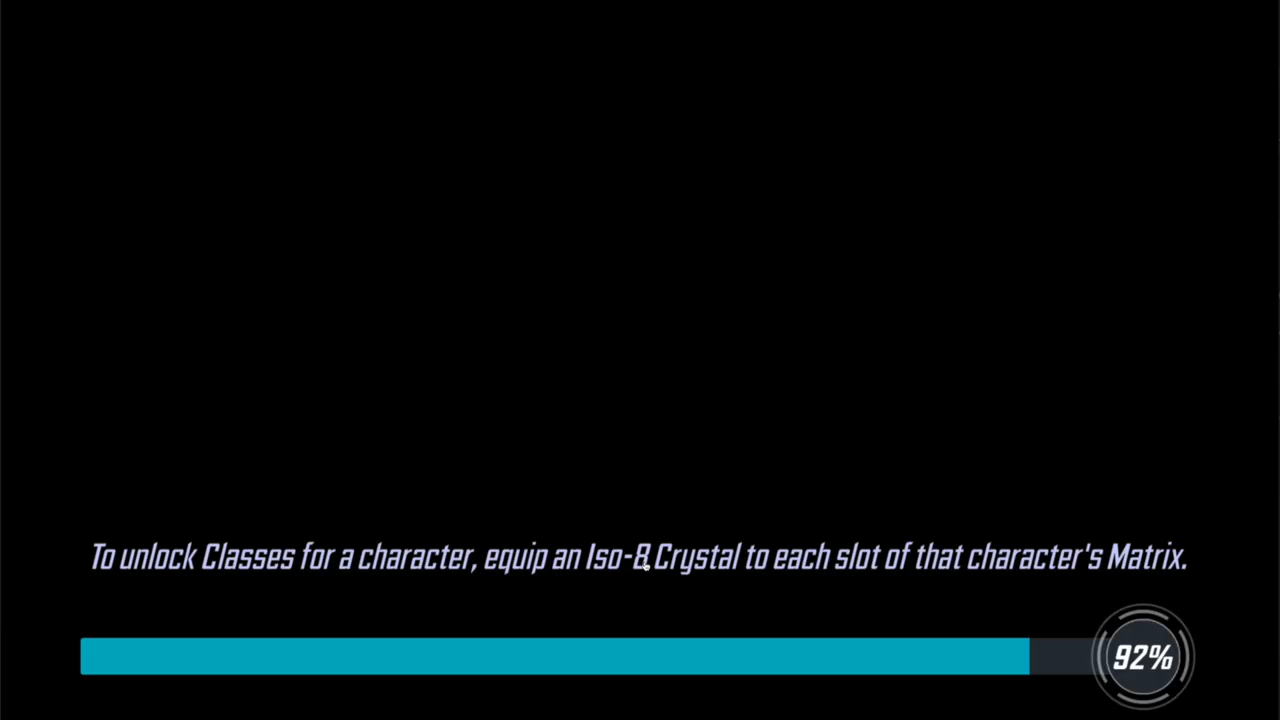 To unlock Classes for a character, equip an Iso-8 Crystal to each slot of that character's Matrix.
92%